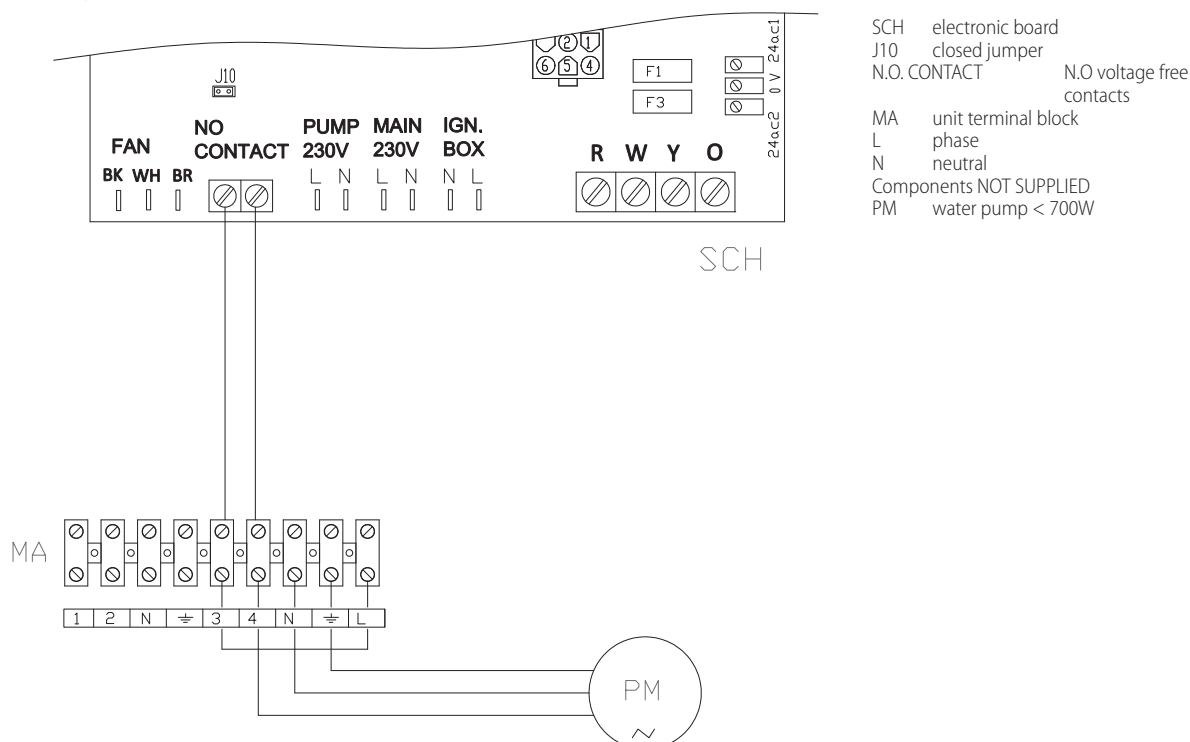 SCH electronic board
J10 closed jumper
N.O. CONTACT N.O voltage free
contacts
MA unit terminal block
L phase
N neutral
Components NOT SUPPLIED
PM water pump < 700W
J10
2 1
6 5 4
F1
F3
24ac1
0 V
24ac2
FAN
BK WH BR
NO
CONTACT
PUMP
230V
L N
MAIN
230V
L N
IGN.
BOX
N L
R W Y O
SCH
MA
1 2 N ⏚ 3 4 N ⏚ L
PM
~